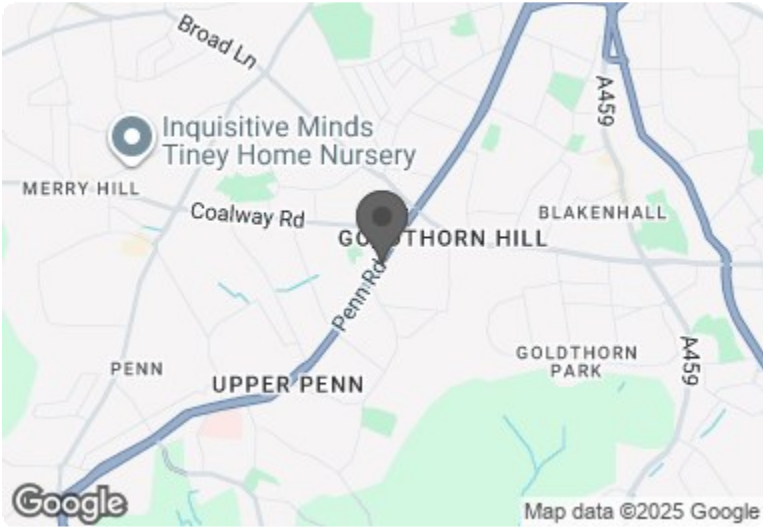 Broad Ln
A459
Inquisitive Minds
Tiney Home Nursery
MERRY HILL
Coalway Rd
BLAKENHALL
GOLDTHORN HILL
Penn Rd
GOLDTHORN
PARK
A459
PENN
UPPER PENN
Google
Map data ©2025 Google